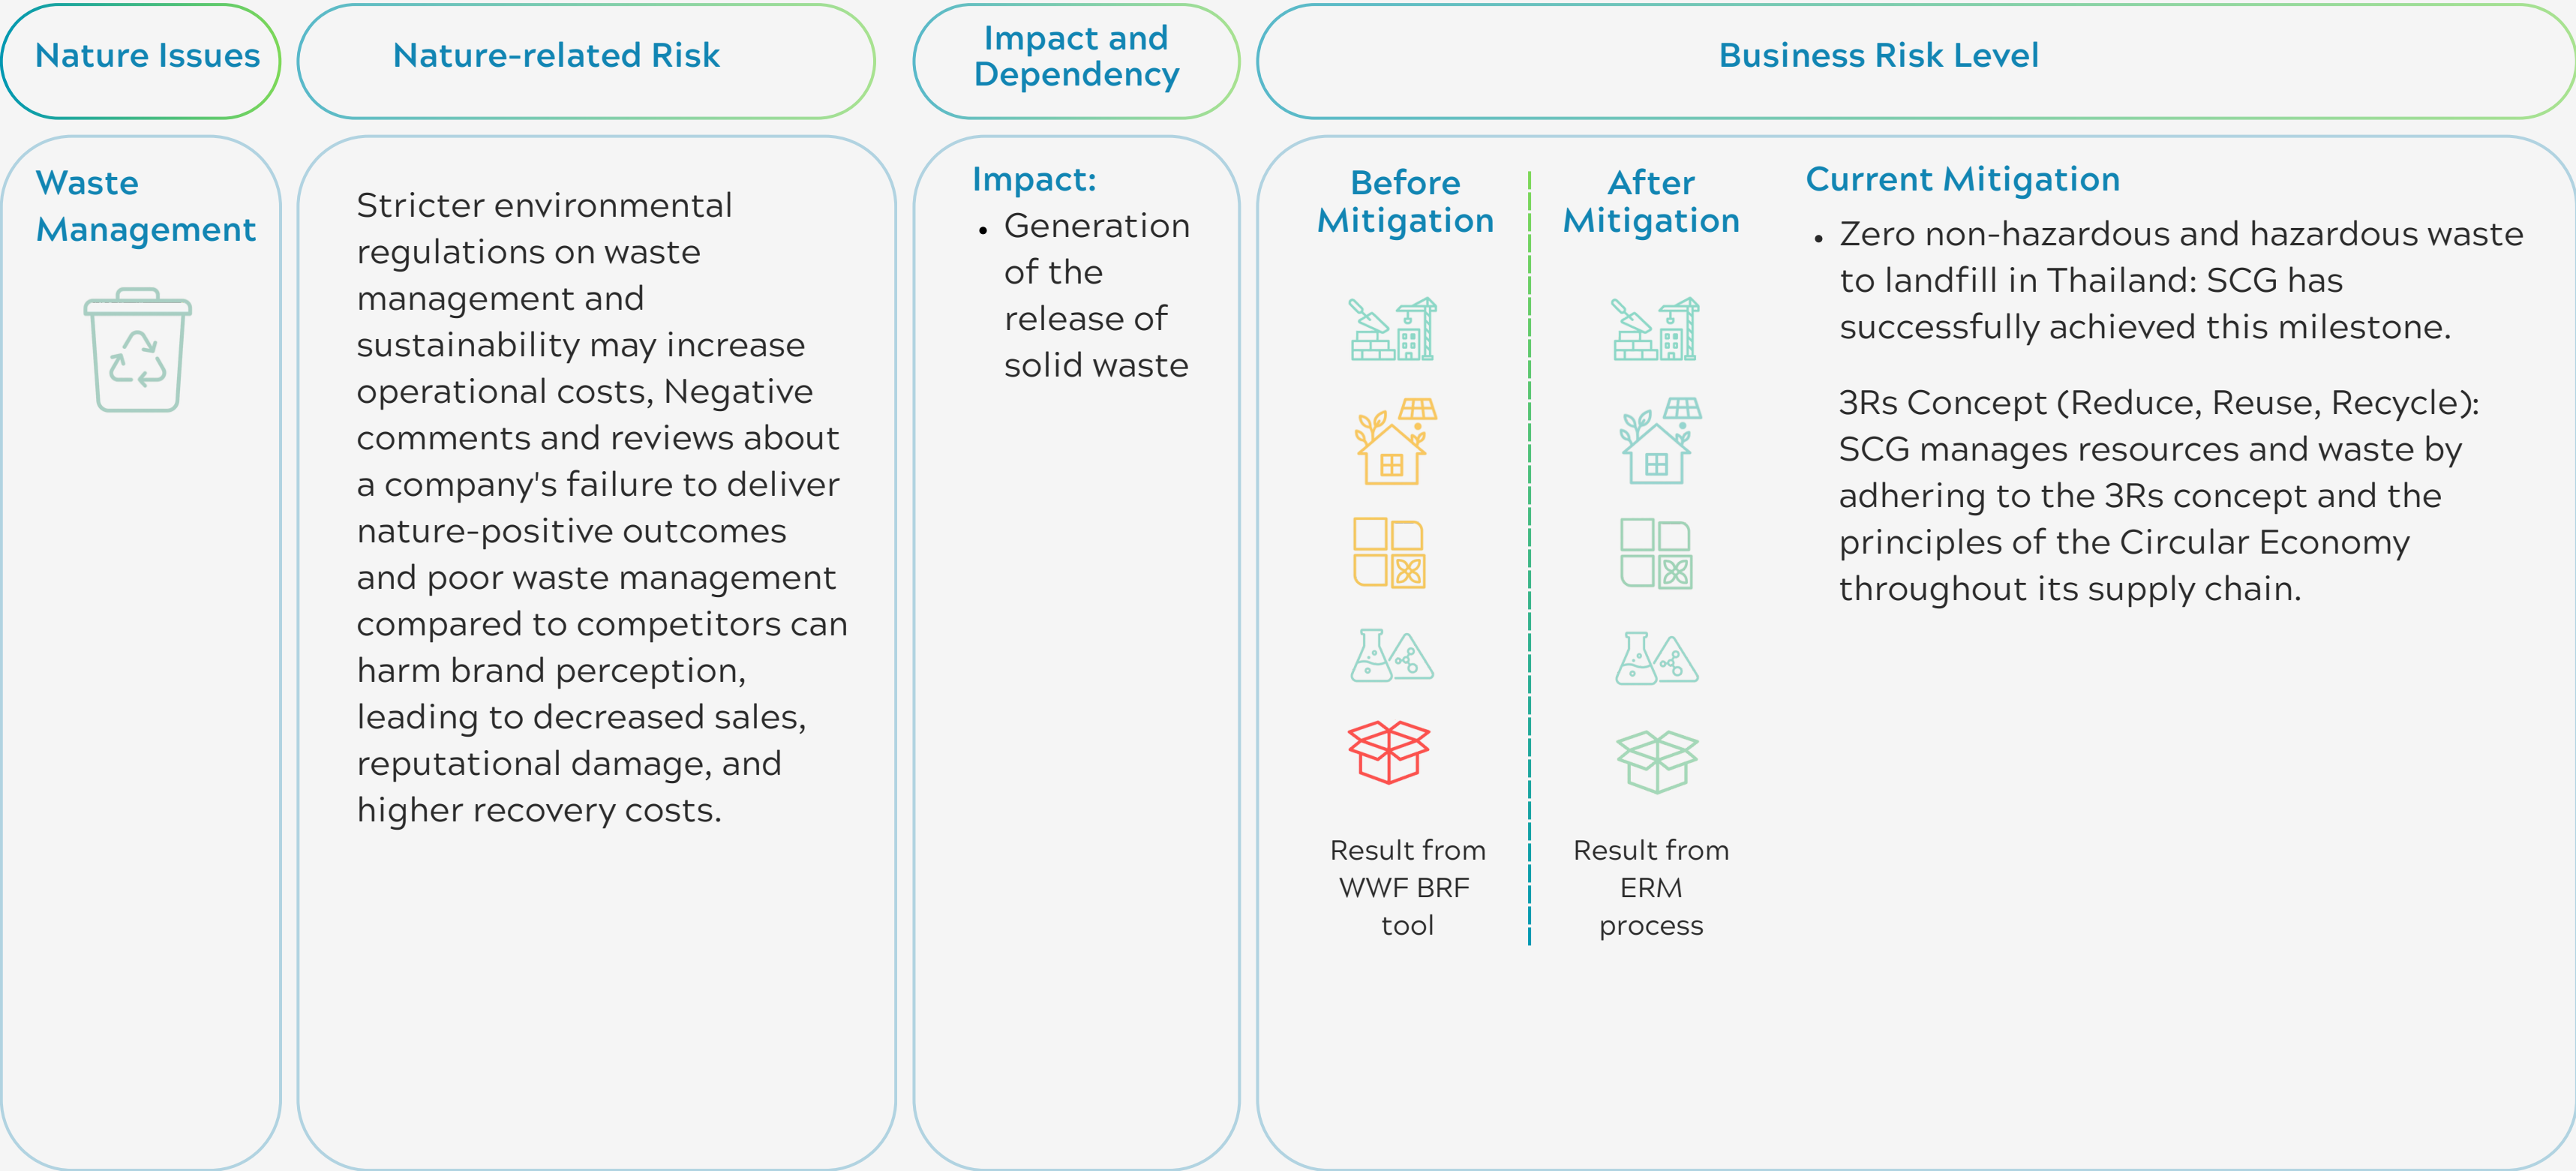 Nature Issues
Nature-related Risk
Impact and
Dependency
Business Risk Level
Waste
Management
Stricter environmental
regulations on waste
management and
sustainability may increase
operational costs, Negative
comments and reviews about
a company's failure to deliver
nature-positive outcomes
and poor waste management
compared to competitors can
harm brand perception,
leading to decreased sales,
reputational damage, and
higher recovery costs.
Impact:
• Generation
of the
release of
solid waste
Before
Mitigation
Result from
WWF BRF
tool
After
Mitigation
Result from
ERM
process
Current Mitigation
• Zero non-hazardous and hazardous waste
to landfill in Thailand: SCG has
successfully achieved this milestone.
3Rs Concept (Reduce, Reuse, Recycle):
SCG manages resources and waste by
adhering to the 3Rs concept and the
principles of the Circular Economy
throughout its supply chain.